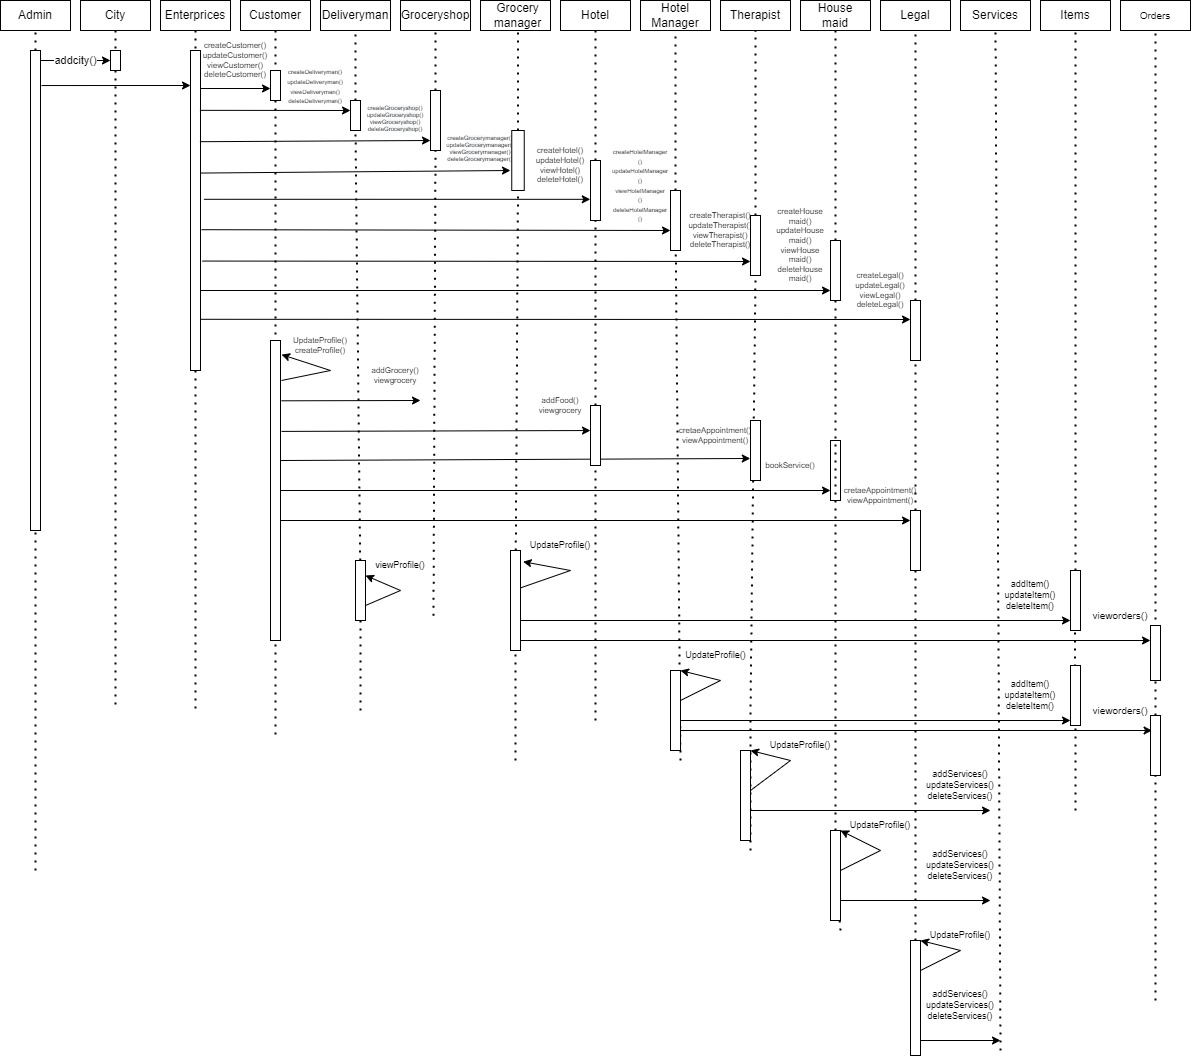 Admin
City
Enterprices
Customer
Deliveryman
Groceryshop
Grocery
manager
Hotel
Hotel
Manager
Therapist
House
maid
Legal
Services
Items
Orders
addcity()
createCustomer()
updateCustomer()
viewCustomer()
deleteCustomer()
createDeliveryman()
updateDeliveryman()
viewDeliveryman()
deleteDeliveryman()
createGroceryshop()
updateGroceryshop()
viewGroceryshop()
deleteGroceryshop()
createGrocerymanager()
updateGrocerymanager()
viewGrocerymanager()
deleteGrocerymanager()
createHotel()
updateHotel()
viewHotel()
deleteHotel()
createHotelManager
()
updateHotelManager
()
viewHotelManager
()
deleteHotelManager
()
createTherapist()
updateTherapist()
viewTherapist()
deleteTherapist()
createHouse
maid()
updateHouse
maid()
viewHouse
maid()
deleteHouse
maid()
createLegal()
updateLegal()
viewLegal()
deleteLegal()
UpdateProfile()
createProfile()
addGrocery()
viewgrocery
addFood()
viewgrocery
cretaeAppointment()
viewAppointment()
bookService()
cretaeAppointment()
viewAppointment()
viewProfile()
UpdateProfile()
addItem()
updateItem()
deleteItem()
vieworders()
UpdateProfile()
addItem()
updateItem()
deleteItem()
vieworders()
UpdateProfile()
addServices()
updateServices()
deleteServices()
UpdateProfile()
addServices()
updateServices()
deleteServices()
UpdateProfile()
addServices()
updateServices()
deleteServices()